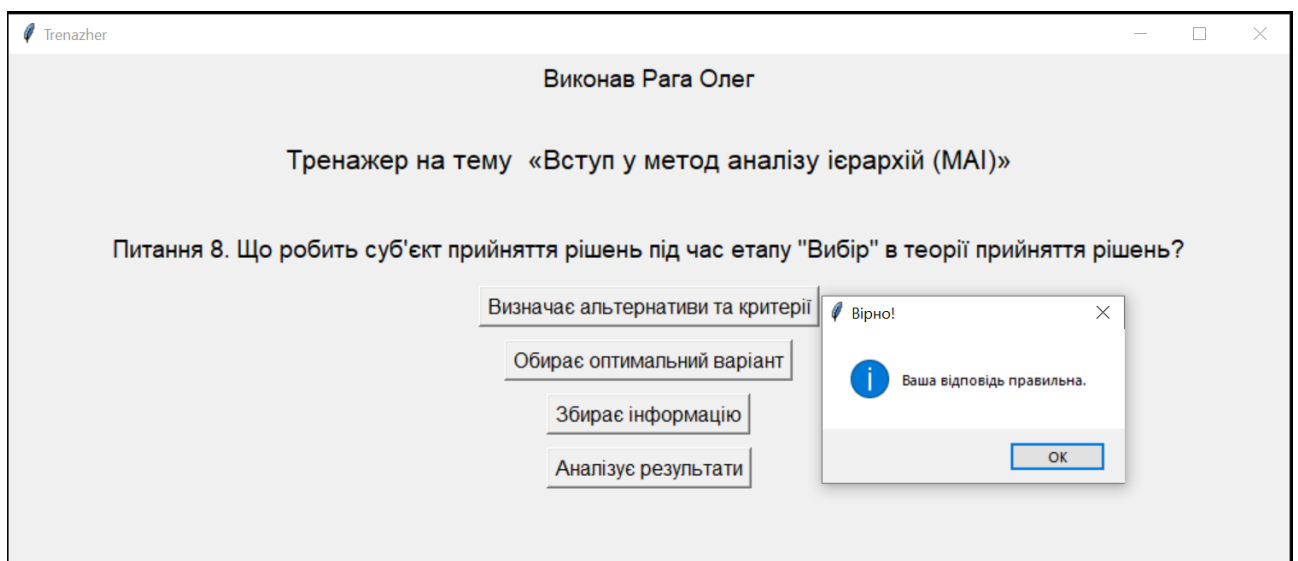 Trenazher
Виконав Рага Олег
Тренажер на тему «Вступ у метод аналізу ієрархій (МАІ)»
Питання 8. Що робить суб'єкт прийняття рішень під час етапу "Вибір" в теорії прийняття рішень?
Визначає альтернативи та критерії
Обирає оптимальний варіант
Збирає інформацію
Аналізує результати
Вірно!
Ваша відповідь правильна.
OK